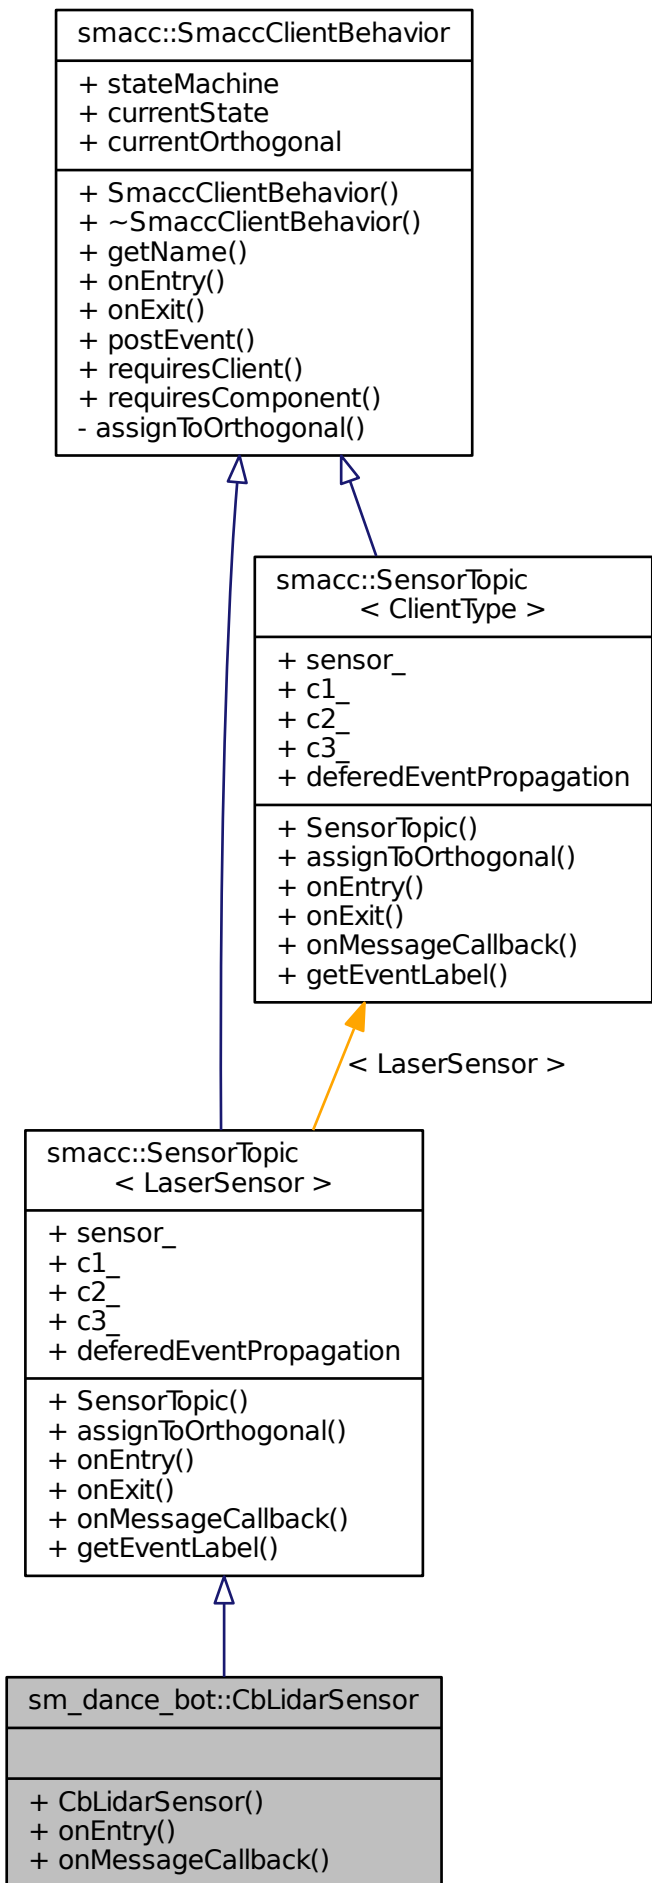 smacc::SmaccClientBehavior
+ stateMachine
+ currentState
+ currentOrthogonal
+ SmaccClientBehavior()
+ ~SmaccClientBehavior()
+ getName()
+ onEntry()
+ onExit()
+ postEvent()
+ requiresClient()
+ requiresComponent()
- assignToOrthogonal()
smacc::SensorTopic
< ClientType >
+ sensor_
+ c1_
+ c2_
+ c3_
+ deferedEventPropagation
+ SensorTopic()
+ assignToOrthogonal()
+ onEntry()
+ onExit()
+ onMessageCallback()
+ getEventLabel()
< LaserSensor >
smacc::SensorTopic
< LaserSensor >
+ sensor_
+ c1_
+ c2_
+ c3_
+ deferedEventPropagation
+ SensorTopic()
+ assignToOrthogonal()
+ onEntry()
+ onExit()
+ onMessageCallback()
+ getEventLabel()
sm_dance_bot::CbLidarSensor
+ CbLidarSensor()
+ onEntry()
+ onMessageCallback()